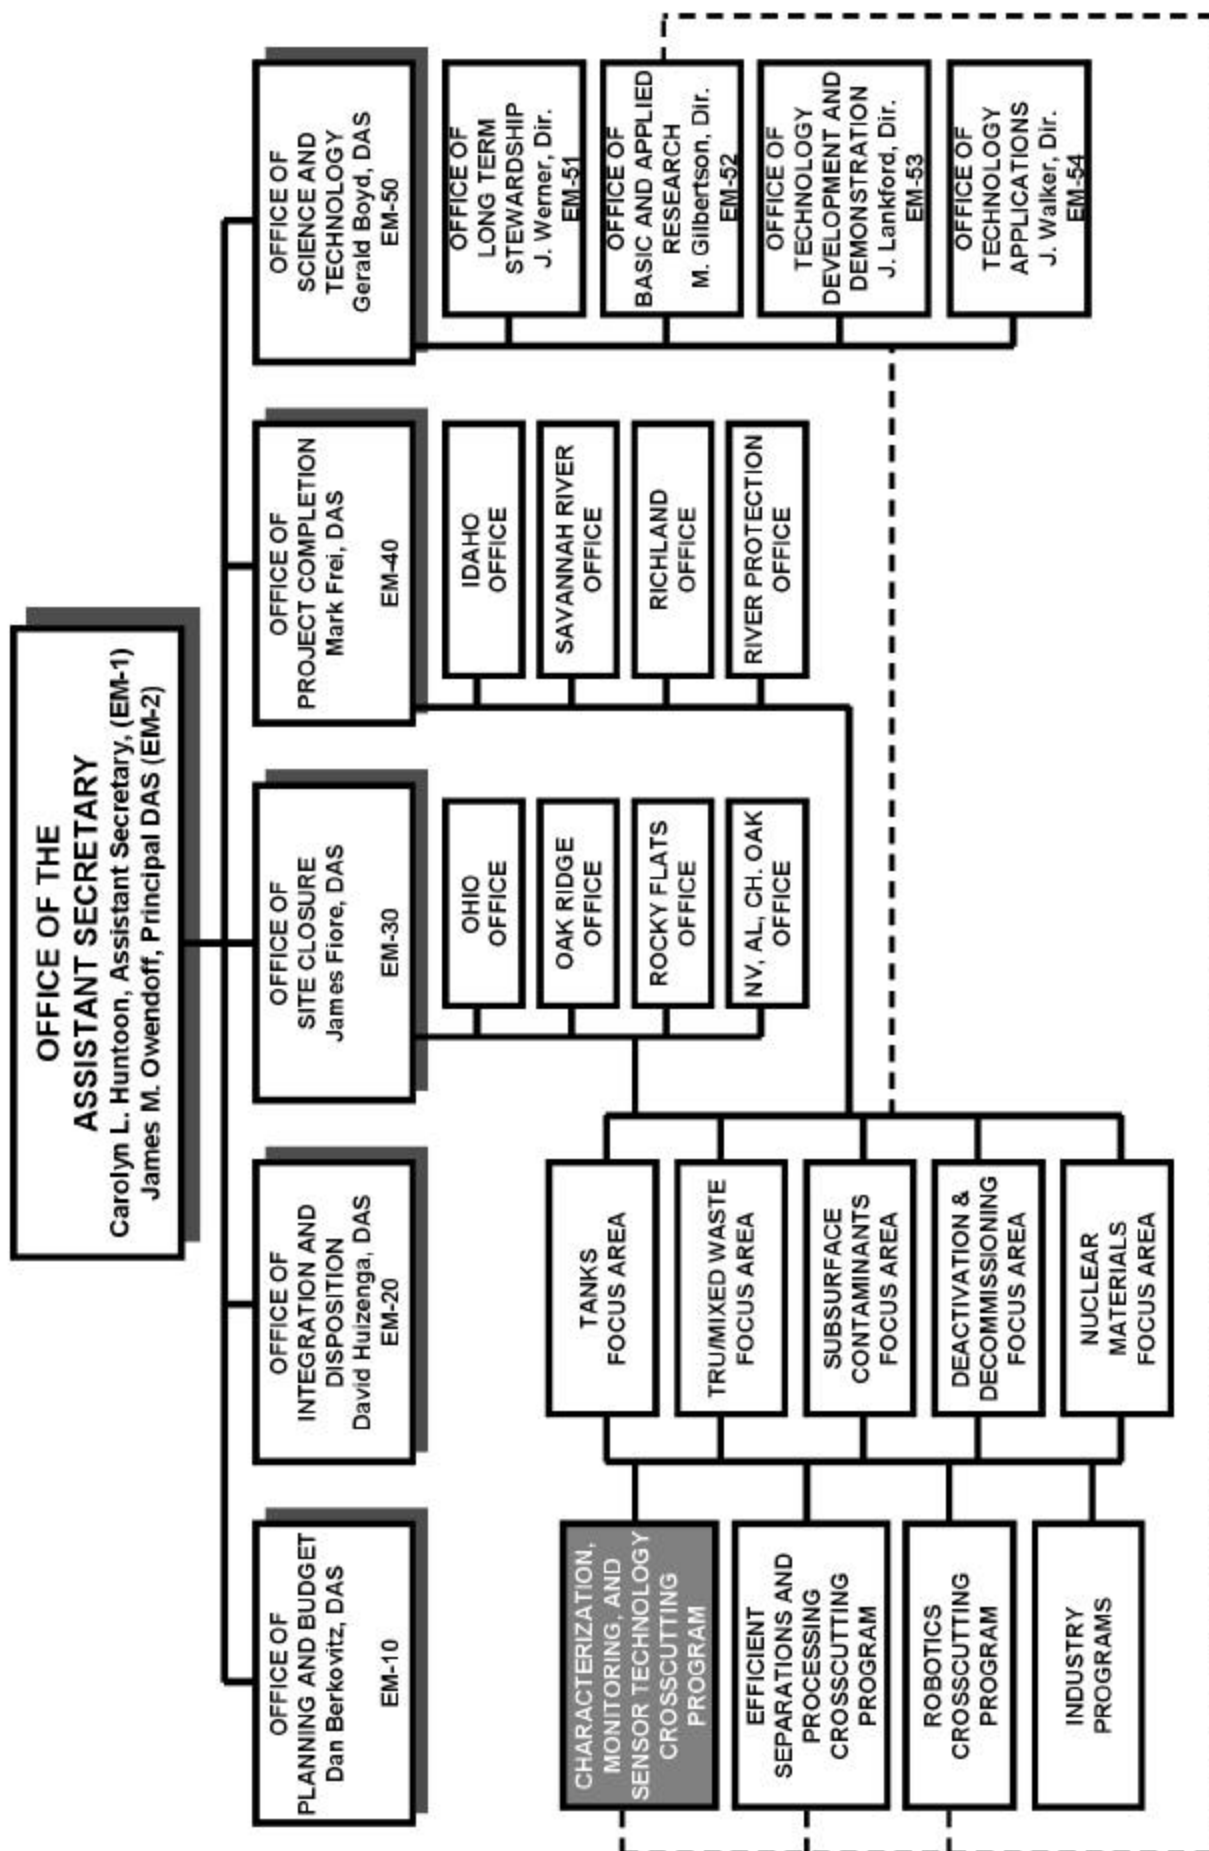 OFFICE OF THE
ASSISTANT SECRETARY
Carolyn L. Huntoon, Assistant Secretary, (EM-1)
James M. Owendoff, Principal DAS (EM-2)
OFFICE OF
PLANNING AND BUDGET
Dan Berkovitz, DAS
EM-10
OFFICE OF
INTEGRATION AND
DISPOSITION
David Huizenga, DAS
EM-20
OFFICE OF
SITE CLOSURE
James Fiore, DAS
EM-30
OFFICE OF
PROJECT COMPLETION
Mark Frei, DAS
EM-40
OFFICE OF
SCIENCE AND
TECHNOLOGY
Gerald Boyd, DAS
EM-50
OHIO
OFFICE
OAK RIDGE
OFFICE
ROCKY FLATS
OFFICE
NV, AL, CH. OAK
OFFICE
IDAHO
OFFICE
SAVANNAH RIVER
OFFICE
RICHLAND
OFFICE
RIVER PROTECTION
OFFICE
OFFICE OF
LONG TERM
STEWARDSHIP
J. Werner, Dir.
EM-51
OFFICE OF
BASIC AND APPLIED
RESEARCH
M. Gilbertson, Dir.
EM-52
OFFICE OF
TECHNOLOGY
DEVELOPMENT AND
DEMONSTRATION
J. Lankford, Dir.
EM-53
OFFICE OF
TECHNOLOGY
APPLICATIONS
J. Walker, Dir.
EM-54
CHARACTERIZATION,
MONITORING, AND
SENSOR TECHNOLOGY
CROSSCUTTING
PROGRAM
EFFICIENT
SEPARATIONS AND
PROCESSING
CROSSCUTTING
PROGRAM
ROBOTICS
CROSSCUTTING
PROGRAM
INDUSTRY
PROGRAMS
TANKS
FOCUS AREA
TRU/MIXED WASTE
FOCUS AREA
SUBSURFACE
CONTAMINANTS
FOCUS AREA
DEACTIVATION &
DECOMMISSIONING
FOCUS AREA
NUCLEAR
MATERIALS
FOCUS AREA